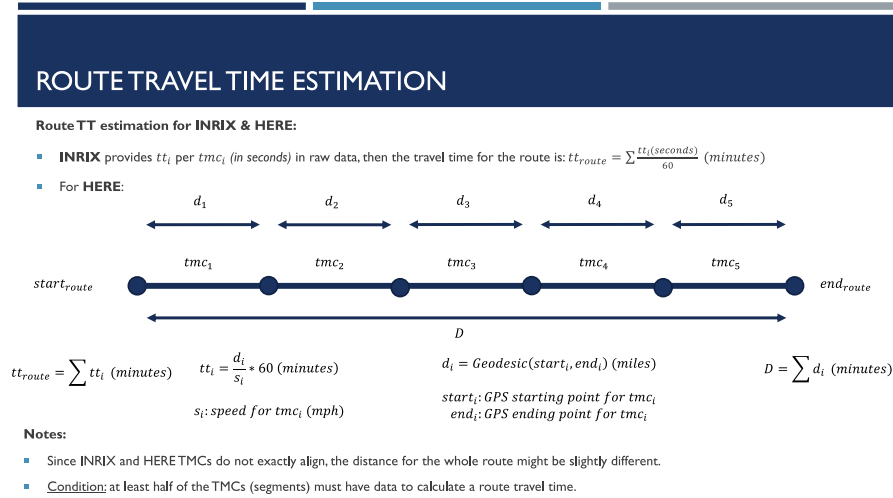 ROUTE TRAVEL TIME ESTIMATION
Route TT estimation for INRIX & HERE:
▪ INRIX provides tt_i per tmc_i (in seconds) in raw data, then the travel time for the route is: tt_route = ∑ tt_i(seconds)/60 (minutes)
▪ For HERE:
d_1 d_2 d_3 d_4 d_5
tmc_1 tmc_2 tmc_3 tmc_4 tmc_5
start_route end_route
D
tt_route = ∑ tt_i (minutes)
tt_i = d_i/s_i * 60 (minutes)
s_i: speed for tmc_i (mph)
d_i = Geodesic(start_i, end_i) (miles)
start_i: GPS starting point for tmc_i
end_i: GPS ending point for tmc_i
D = ∑ d_i (minutes)
Notes:
▪ Since INRIX and HERE TMCs do not exactly align, the distance for the whole route might be slightly different.
▪ Condition: at least half of the TMCs (segments) must have data to calculate a route travel time.